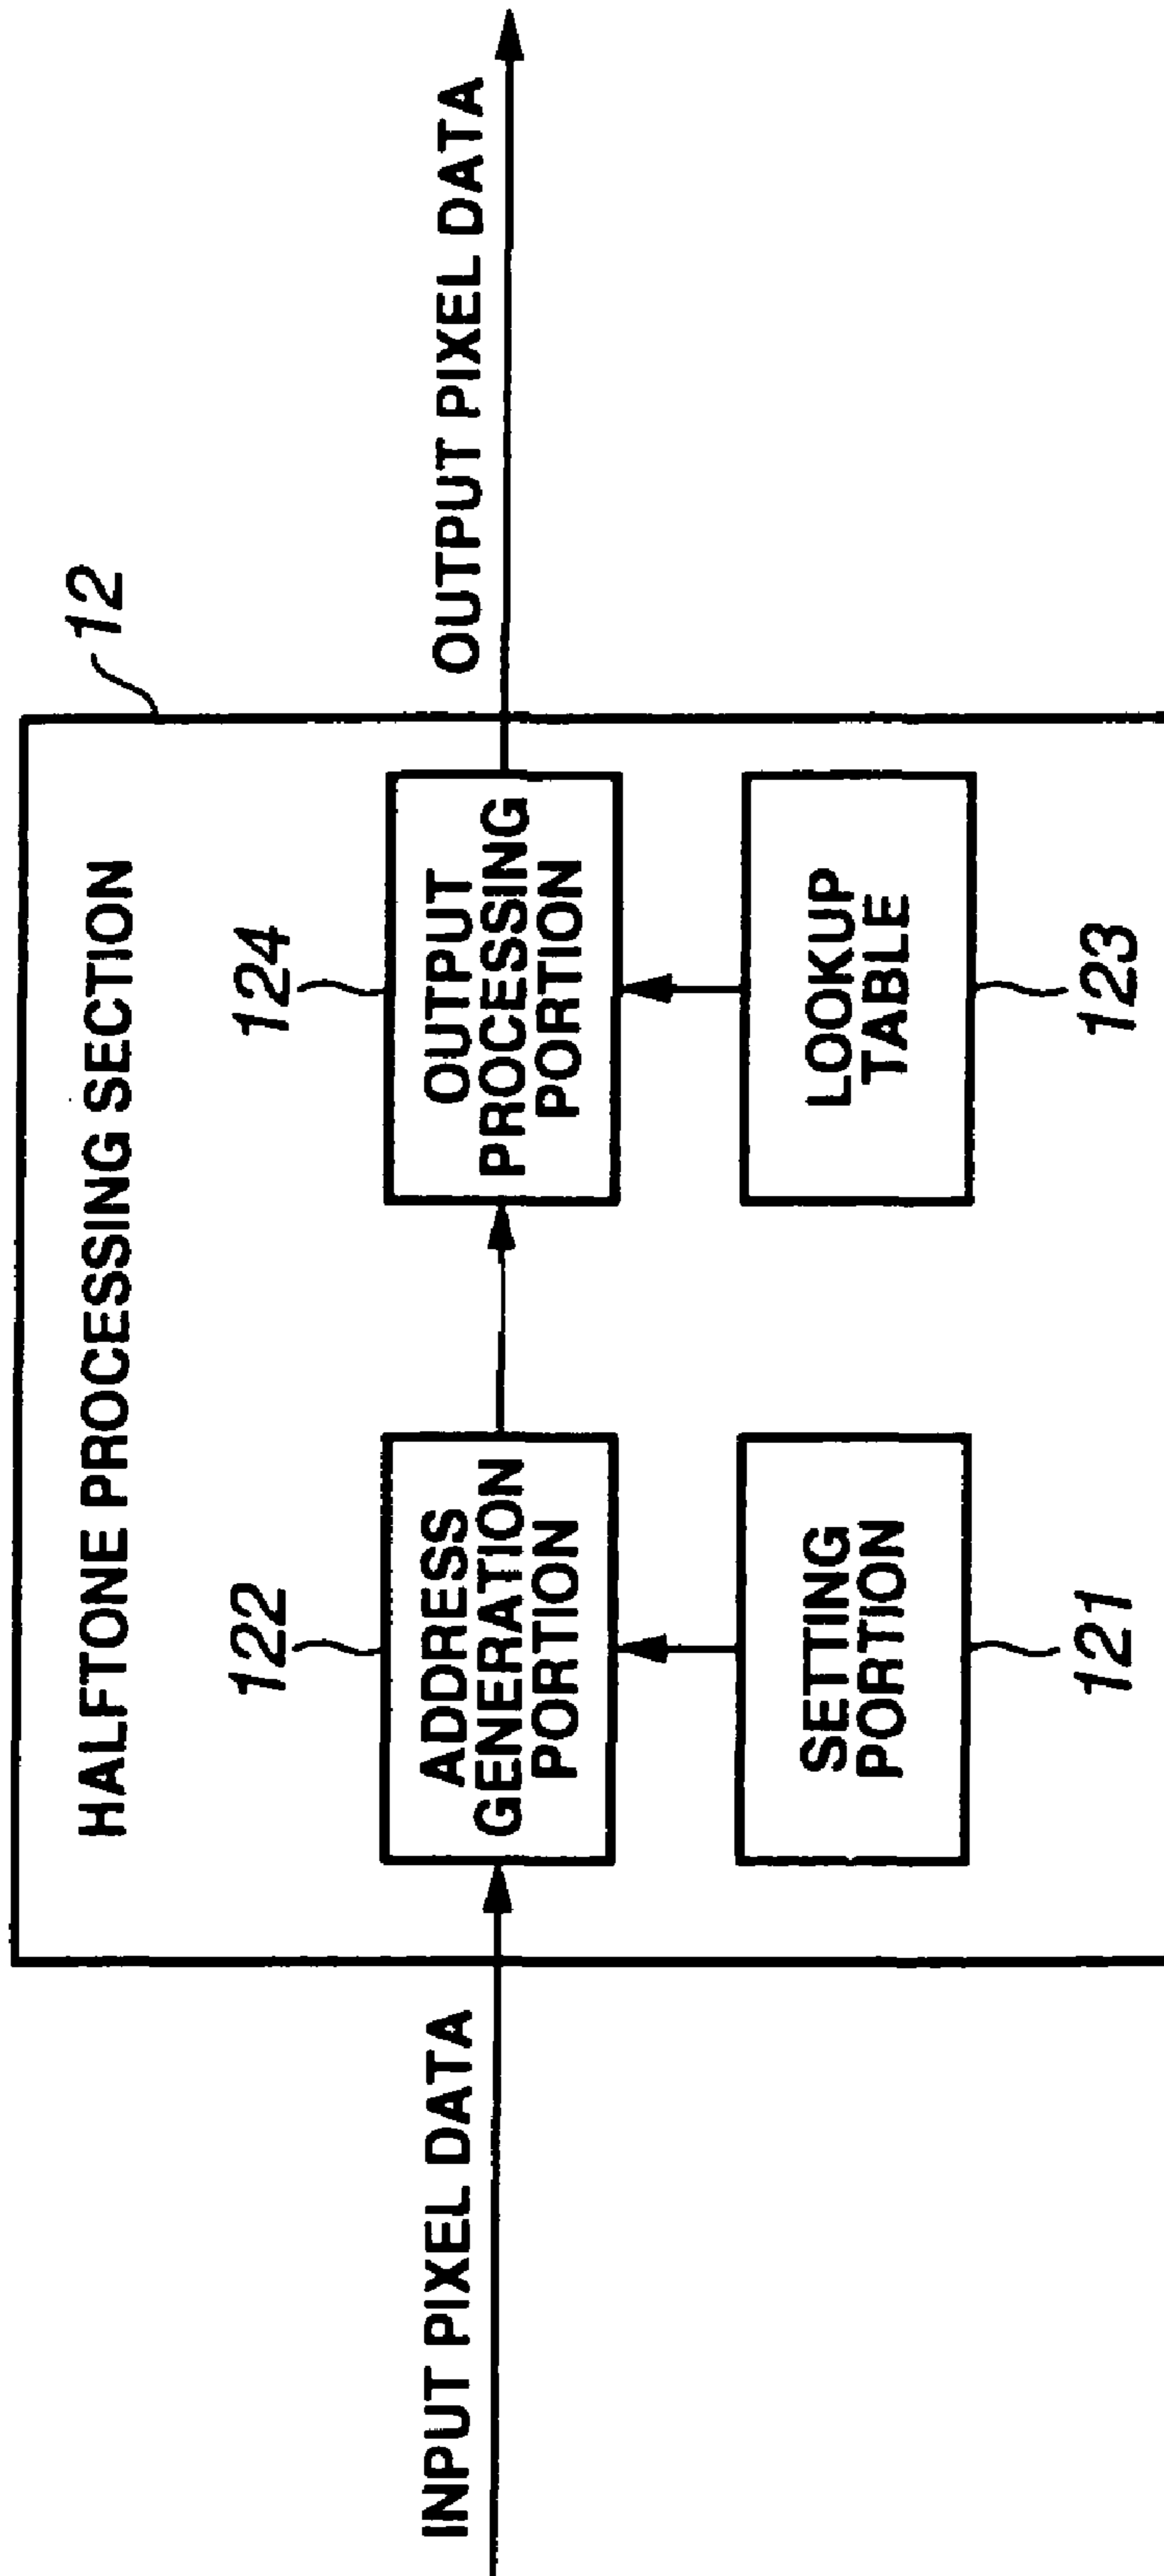 12
HALFTONE PROCESSING SECTION
122
124
INPUT PIXEL DATA
ADDRESS
GENERATION
PORTION
OUTPUT
PROCESSING
PORTION
OUTPUT PIXEL DATA
SETTING
PORTION
LOOKUP
TABLE
121
123